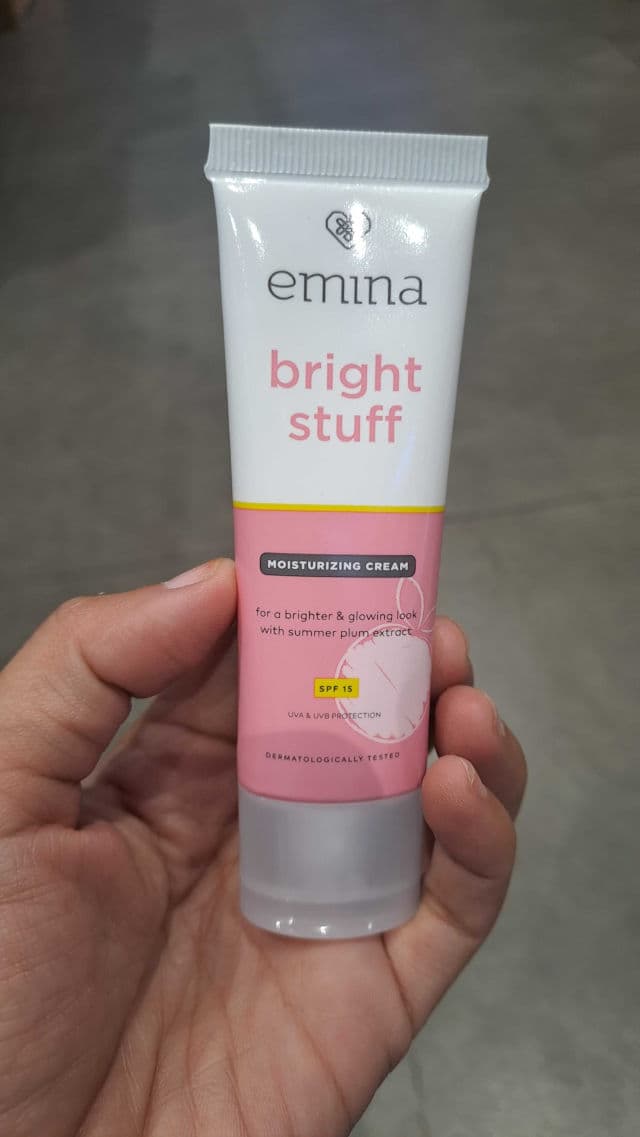 emina
bright
stuff
MOISTURIZING CREAM
for a brighter & glowing look
with summer plum extract
SPF 15
UVA & UVB PROTECTION
DERMATOLOGICALLY TESTED